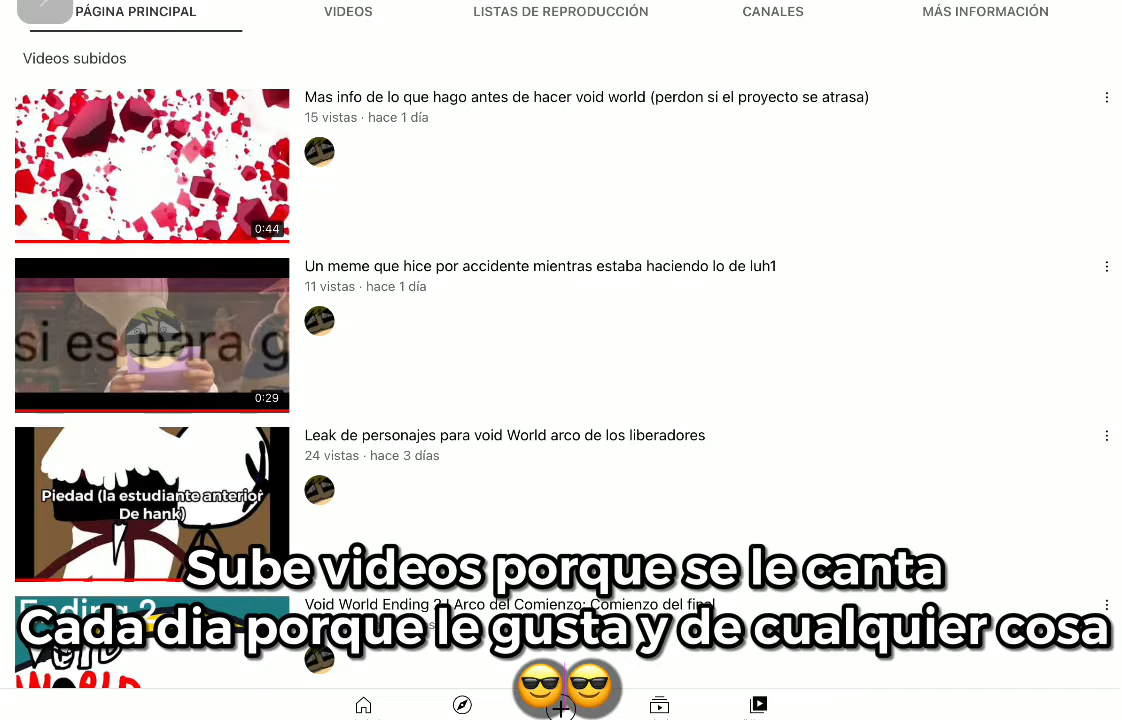 PÁGINA PRINCIPAL VIDEOS LISTAS DE REPRODUCCIÓN CANALES MÁS INFORMACIÓN
Videos subidos
Mas info de lo que hago antes de hacer void world (perdon si el proyecto se atrasa)
15 vistas · hace 1 día
0:44
Un meme que hice por accidente mientras estaba haciendo lo de luh1
11 vistas · hace 1 día
si es para g
0:29
Leak de personajes para void World arco de los liberadores
24 vistas · hace 3 días
Piedad (la estudiante anterior
De hank)
Sube videos porque se le canta
Void World Ending 2 | Arco del Comienzo: Comienzo del final
Ending 2
Cada dia porque le gusta y de cualquier cosa 😎😎
VOID
WORLD